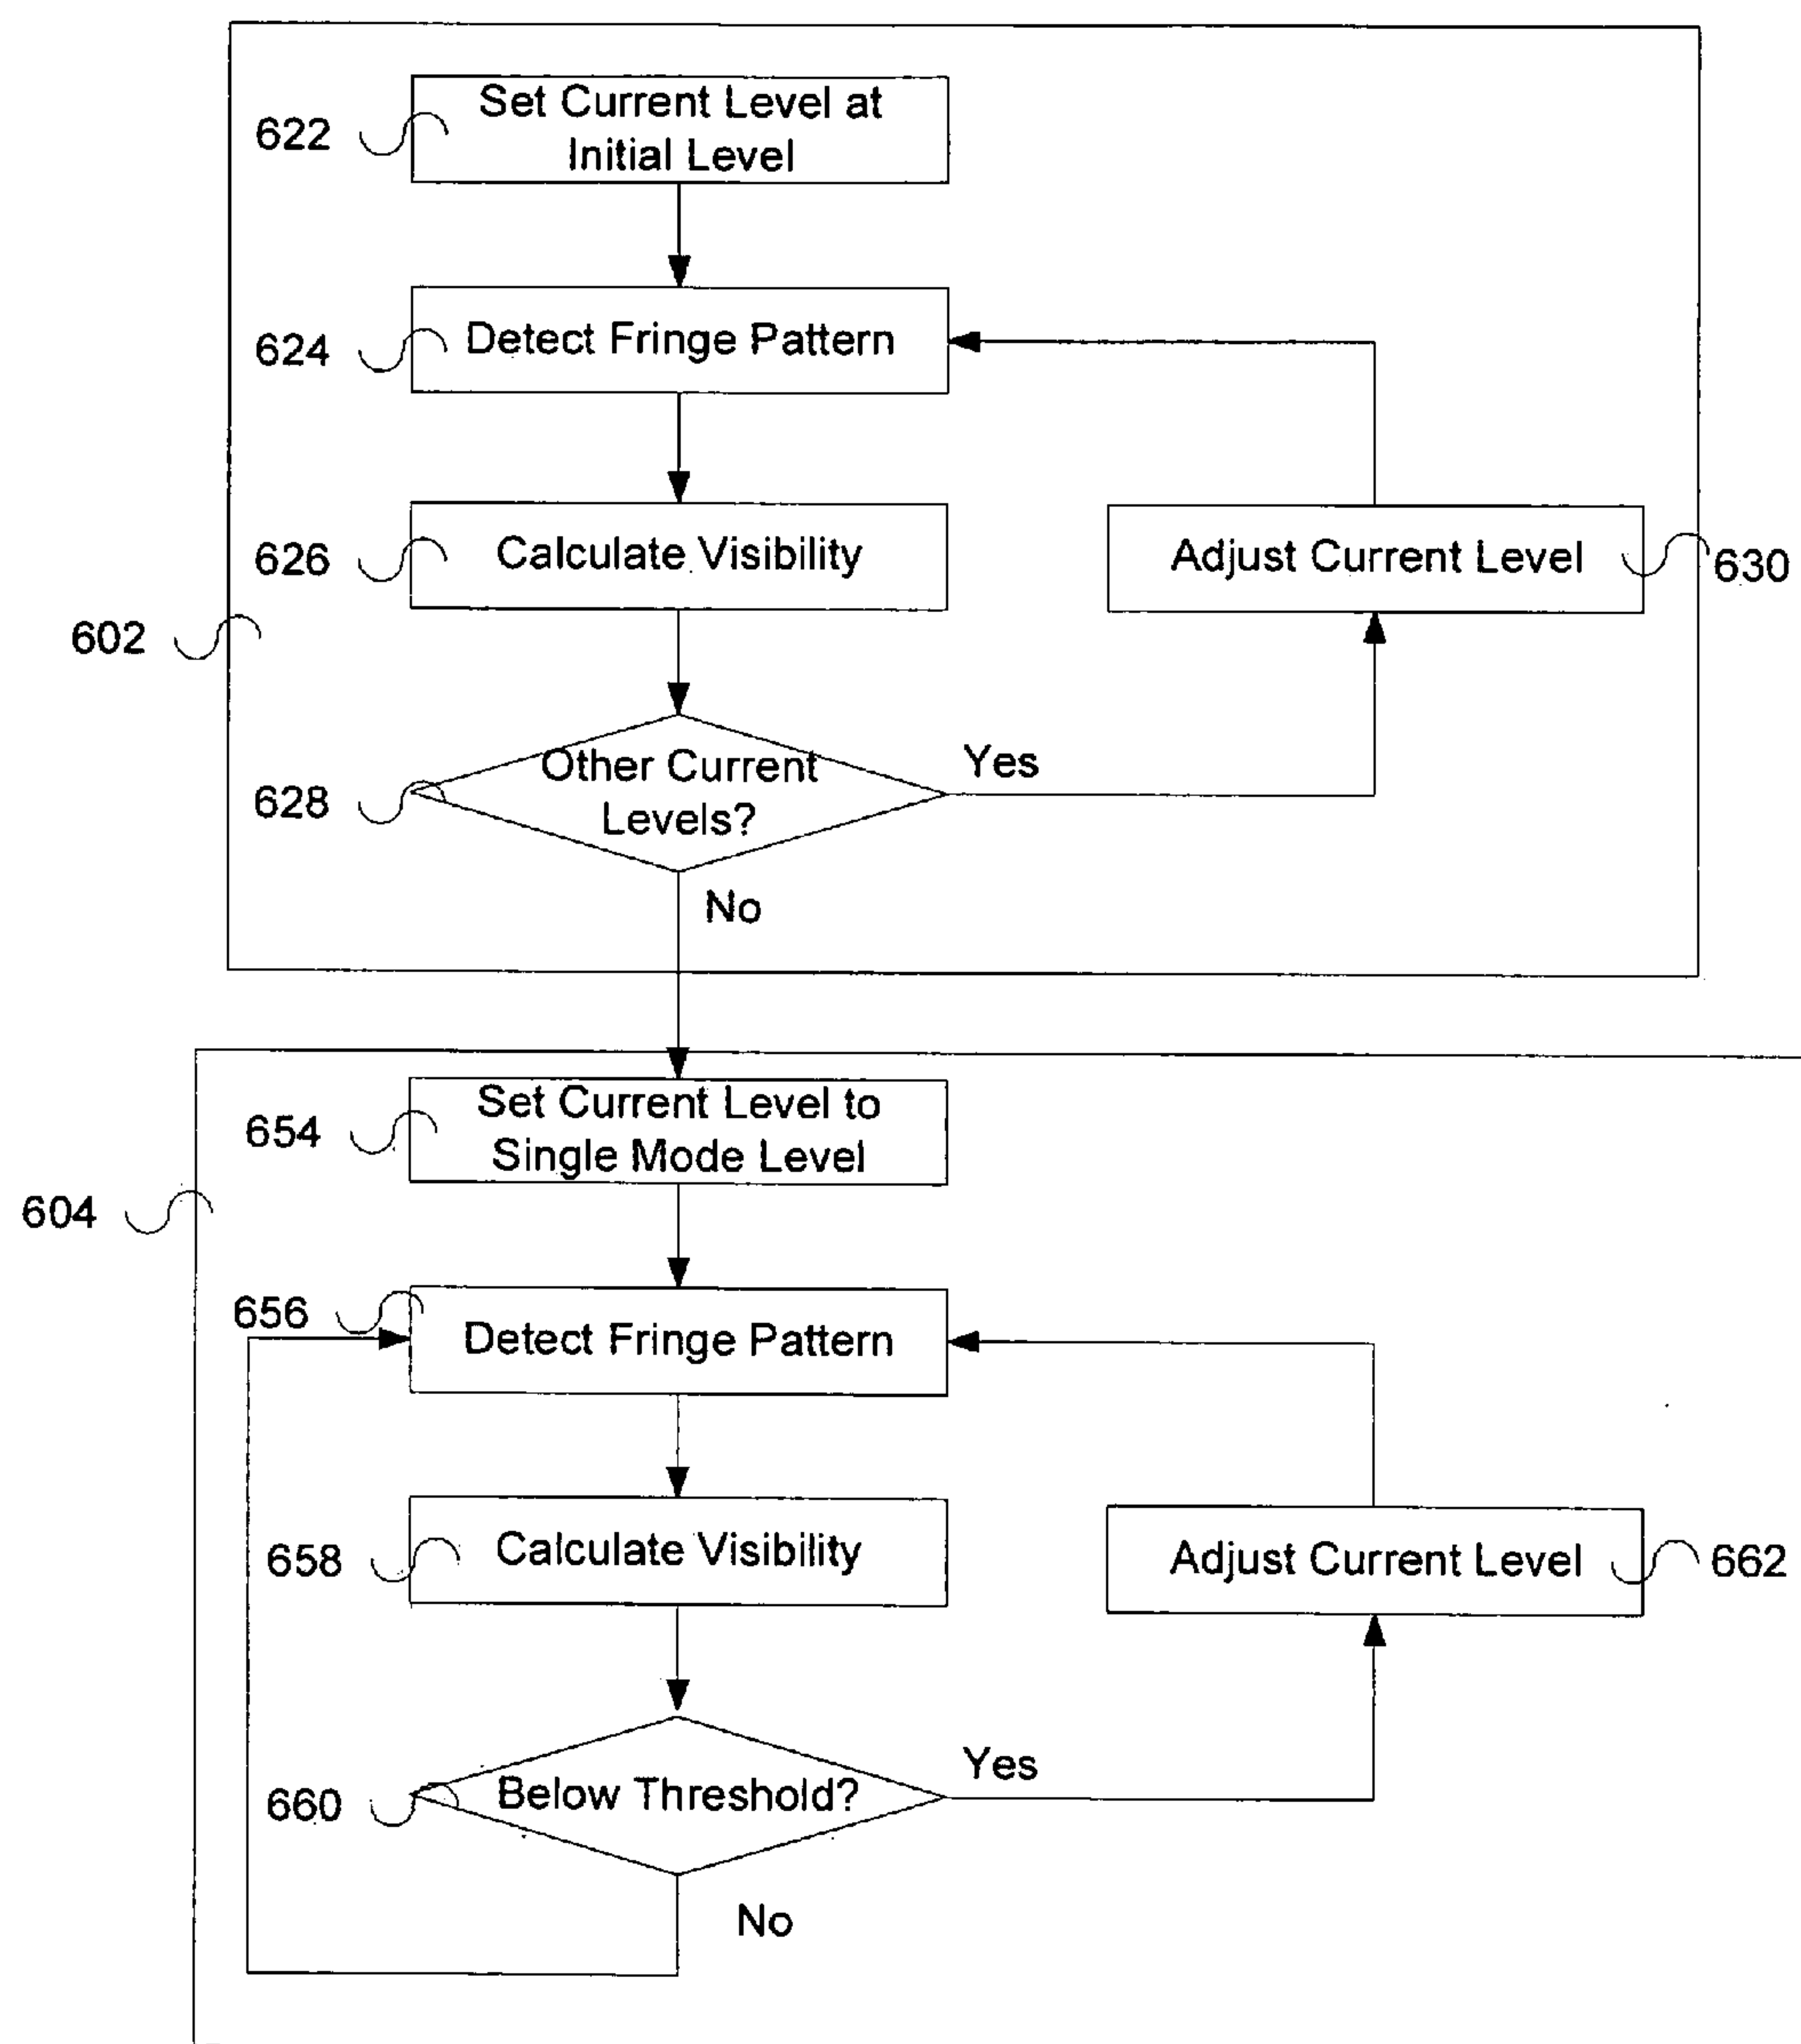 Set Current Level at
Initial Level
622
Detect Fringe Pattern
624
Calculate Visibility
626
Adjust Current Level
630
602
Other Current
Levels?
628
Yes
No
Set Current Level to
Single Mode Level
654
604
656
Detect Fringe Pattern
Calculate Visibility
658
Adjust Current Level
662
Below Threshold?
660
Yes
No